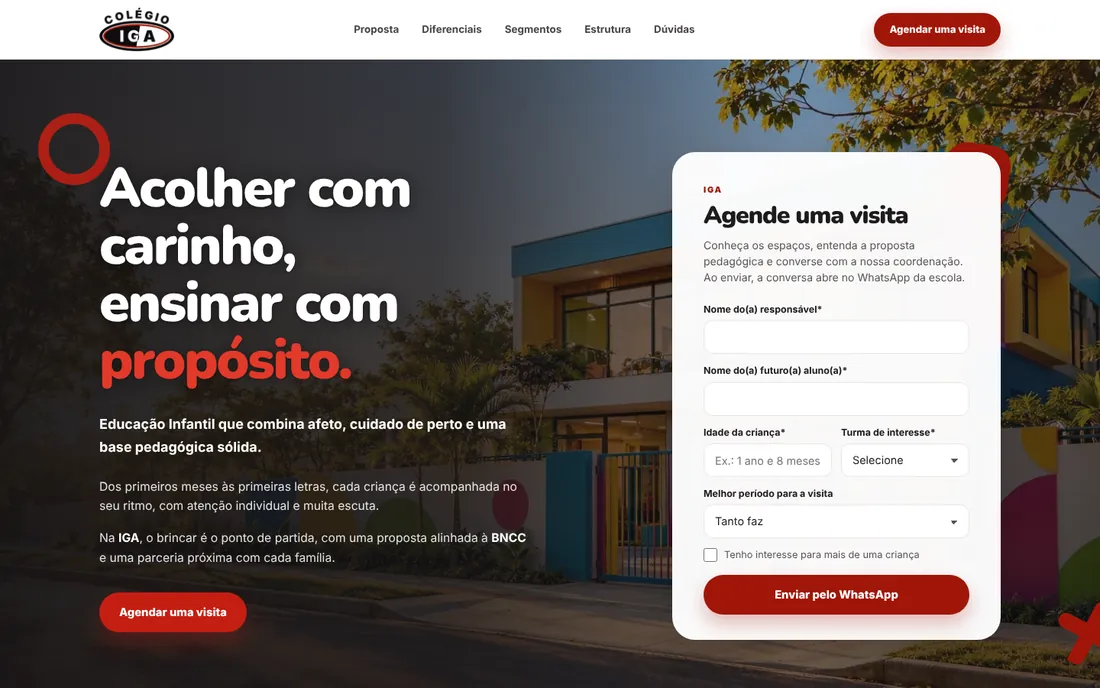 COLÉGIO
IGA
Proposta
Diferenciais
Segmentos
Estrutura
Dúvidas
Agendar uma visita
Acolher com
carinho,
ensinar com
propósito.
Educação Infantil que combina afeto, cuidado de perto e uma
base pedagógica sólida.
Dos primeiros meses às primeiras letras, cada criança é acompanhada no
seu ritmo, com atenção individual e muita escuta.
Na IGA, o brincar é o ponto de partida, com uma proposta alinhada à BNCC
e uma parceria próxima com cada família.
Agendar uma visita
IGA
Agende uma visita
Conheça os espaços, entenda a proposta
pedagógica e converse com a nossa coordenação.
Ao enviar, a conversa abre no WhatsApp da escola.
Nome do(a) responsável*
Nome do(a) futuro(a) aluno(a)*
Idade da criança*
Turma de interesse*
Ex.: 1 ano e 8 meses
Selecione
Melhor período para a visita
Tanto faz
Tenho interesse para mais de uma criança
Enviar pelo WhatsApp